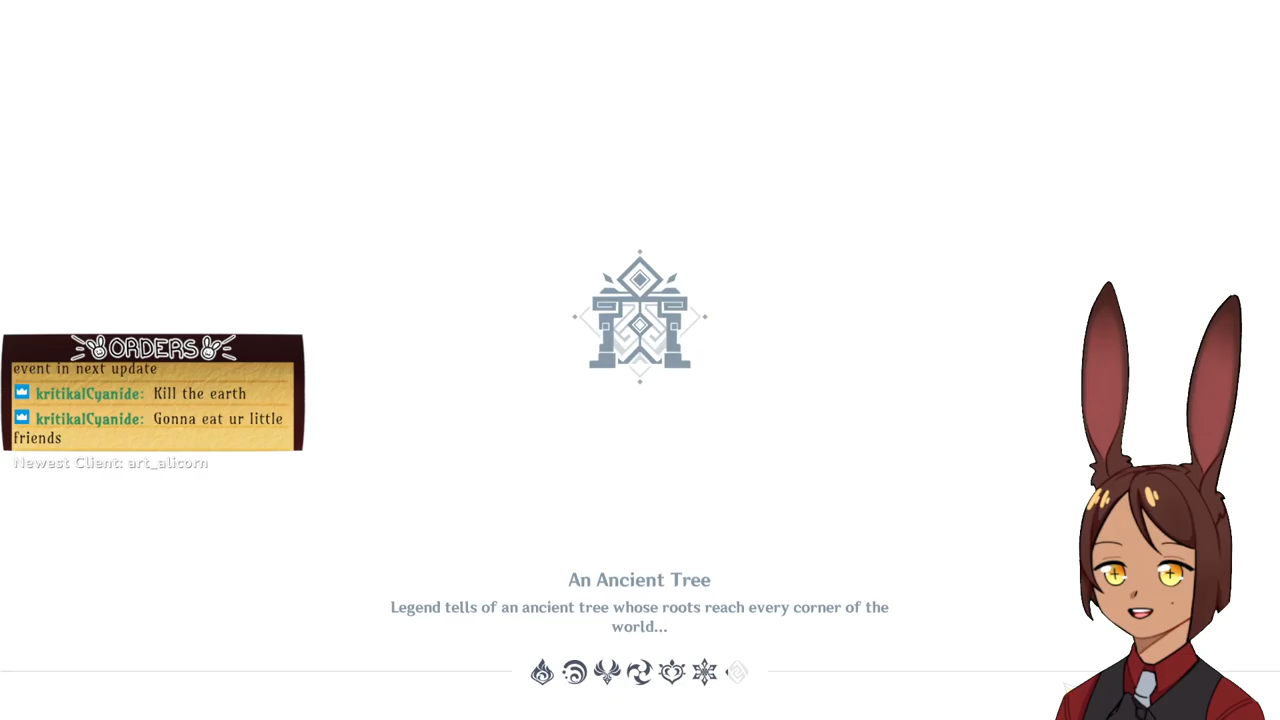 ORDERS
event in next update
kritikalCyanide: Kill the earth
kritikalCyanide: Gonna eat ur little
friends
Newest Client: art_alicorn
An Ancient Tree
Legend tells of an ancient tree whose roots reach every corner of the
world...